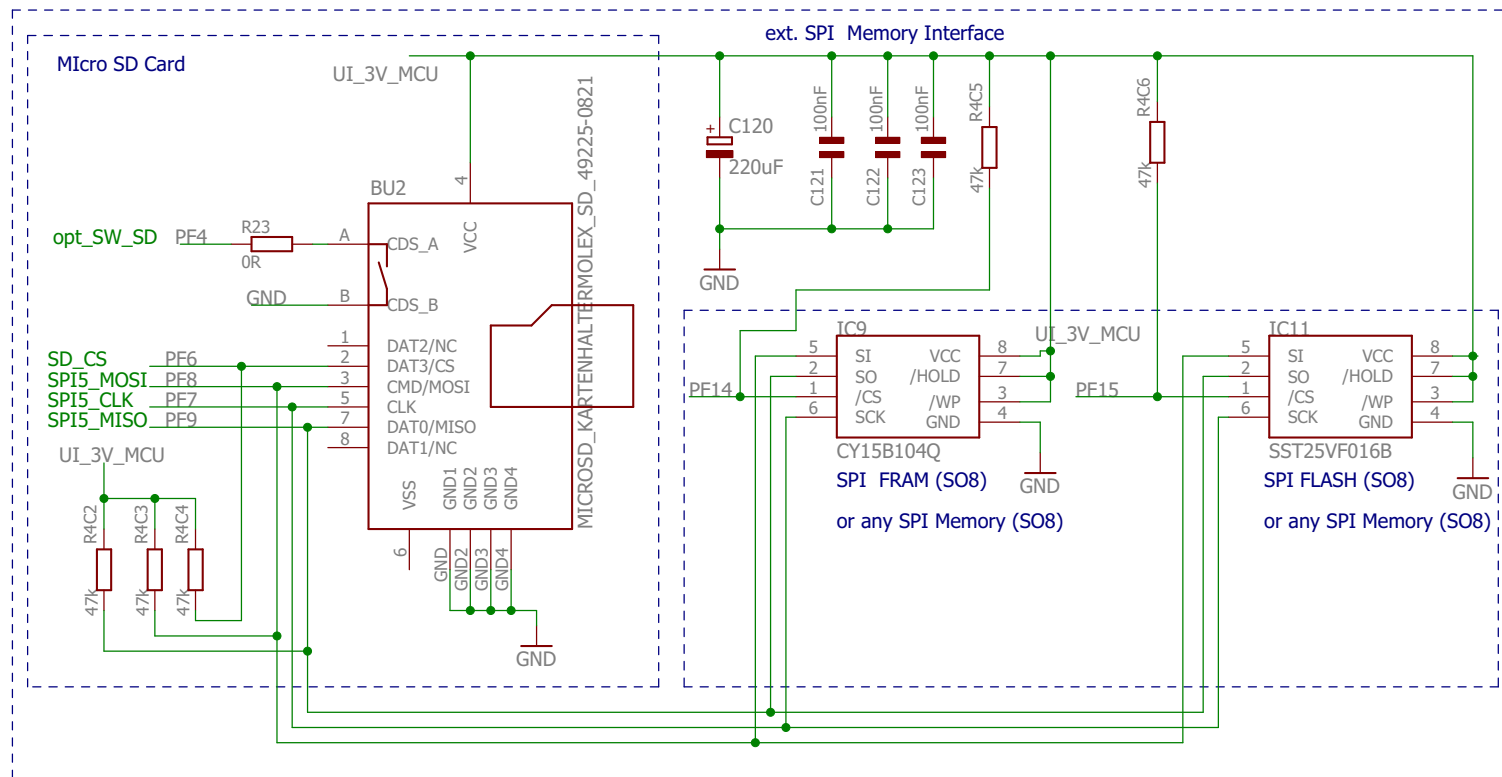 ext. SPI  Memory Interface
MIcro SD Card
UI_3V_MCU
C120
220uF
100nF
C121
100nF
C122
100nF
C123
R4C5
47k
R4C6
47k
GND
BU2
MICROSD_KARTENHALTERMOLEX_SD_49225-0821
4
VCC
opt_SW_SD
PF4
R23
0R
A
CDS_A
GND
B
CDS_B
1
DAT2/NC
SD_CS
PF6
2
DAT3/CS
SPI5_MOSI
PF8
3
CMD/MOSI
SPI5_CLK
PF7
5
CLK
SPI5_MISO
PF9
7
DAT0/MISO
8
DAT1/NC
VSS
6
GND1
GND2
GND3
GND4
GND
GND2
GND3
GND4
GND
UI_3V_MCU
R4C2
47k
R4C3
47k
R4C4
47k
IC9
UI_3V_MCU
5
SI
VCC
8
2
SO
/HOLD
7
PF14
1
/CS
/WP
3
6
SCK
GND
4
CY15B104Q
GND
SPI  FRAM (SO8)
or any SPI Memory (SO8)
IC11
5
SI
VCC
8
2
SO
/HOLD
7
PF15
1
/CS
/WP
3
6
SCK
GND
4
SST25VF016B
GND
SPI FLASH (SO8)
or any SPI Memory (SO8)